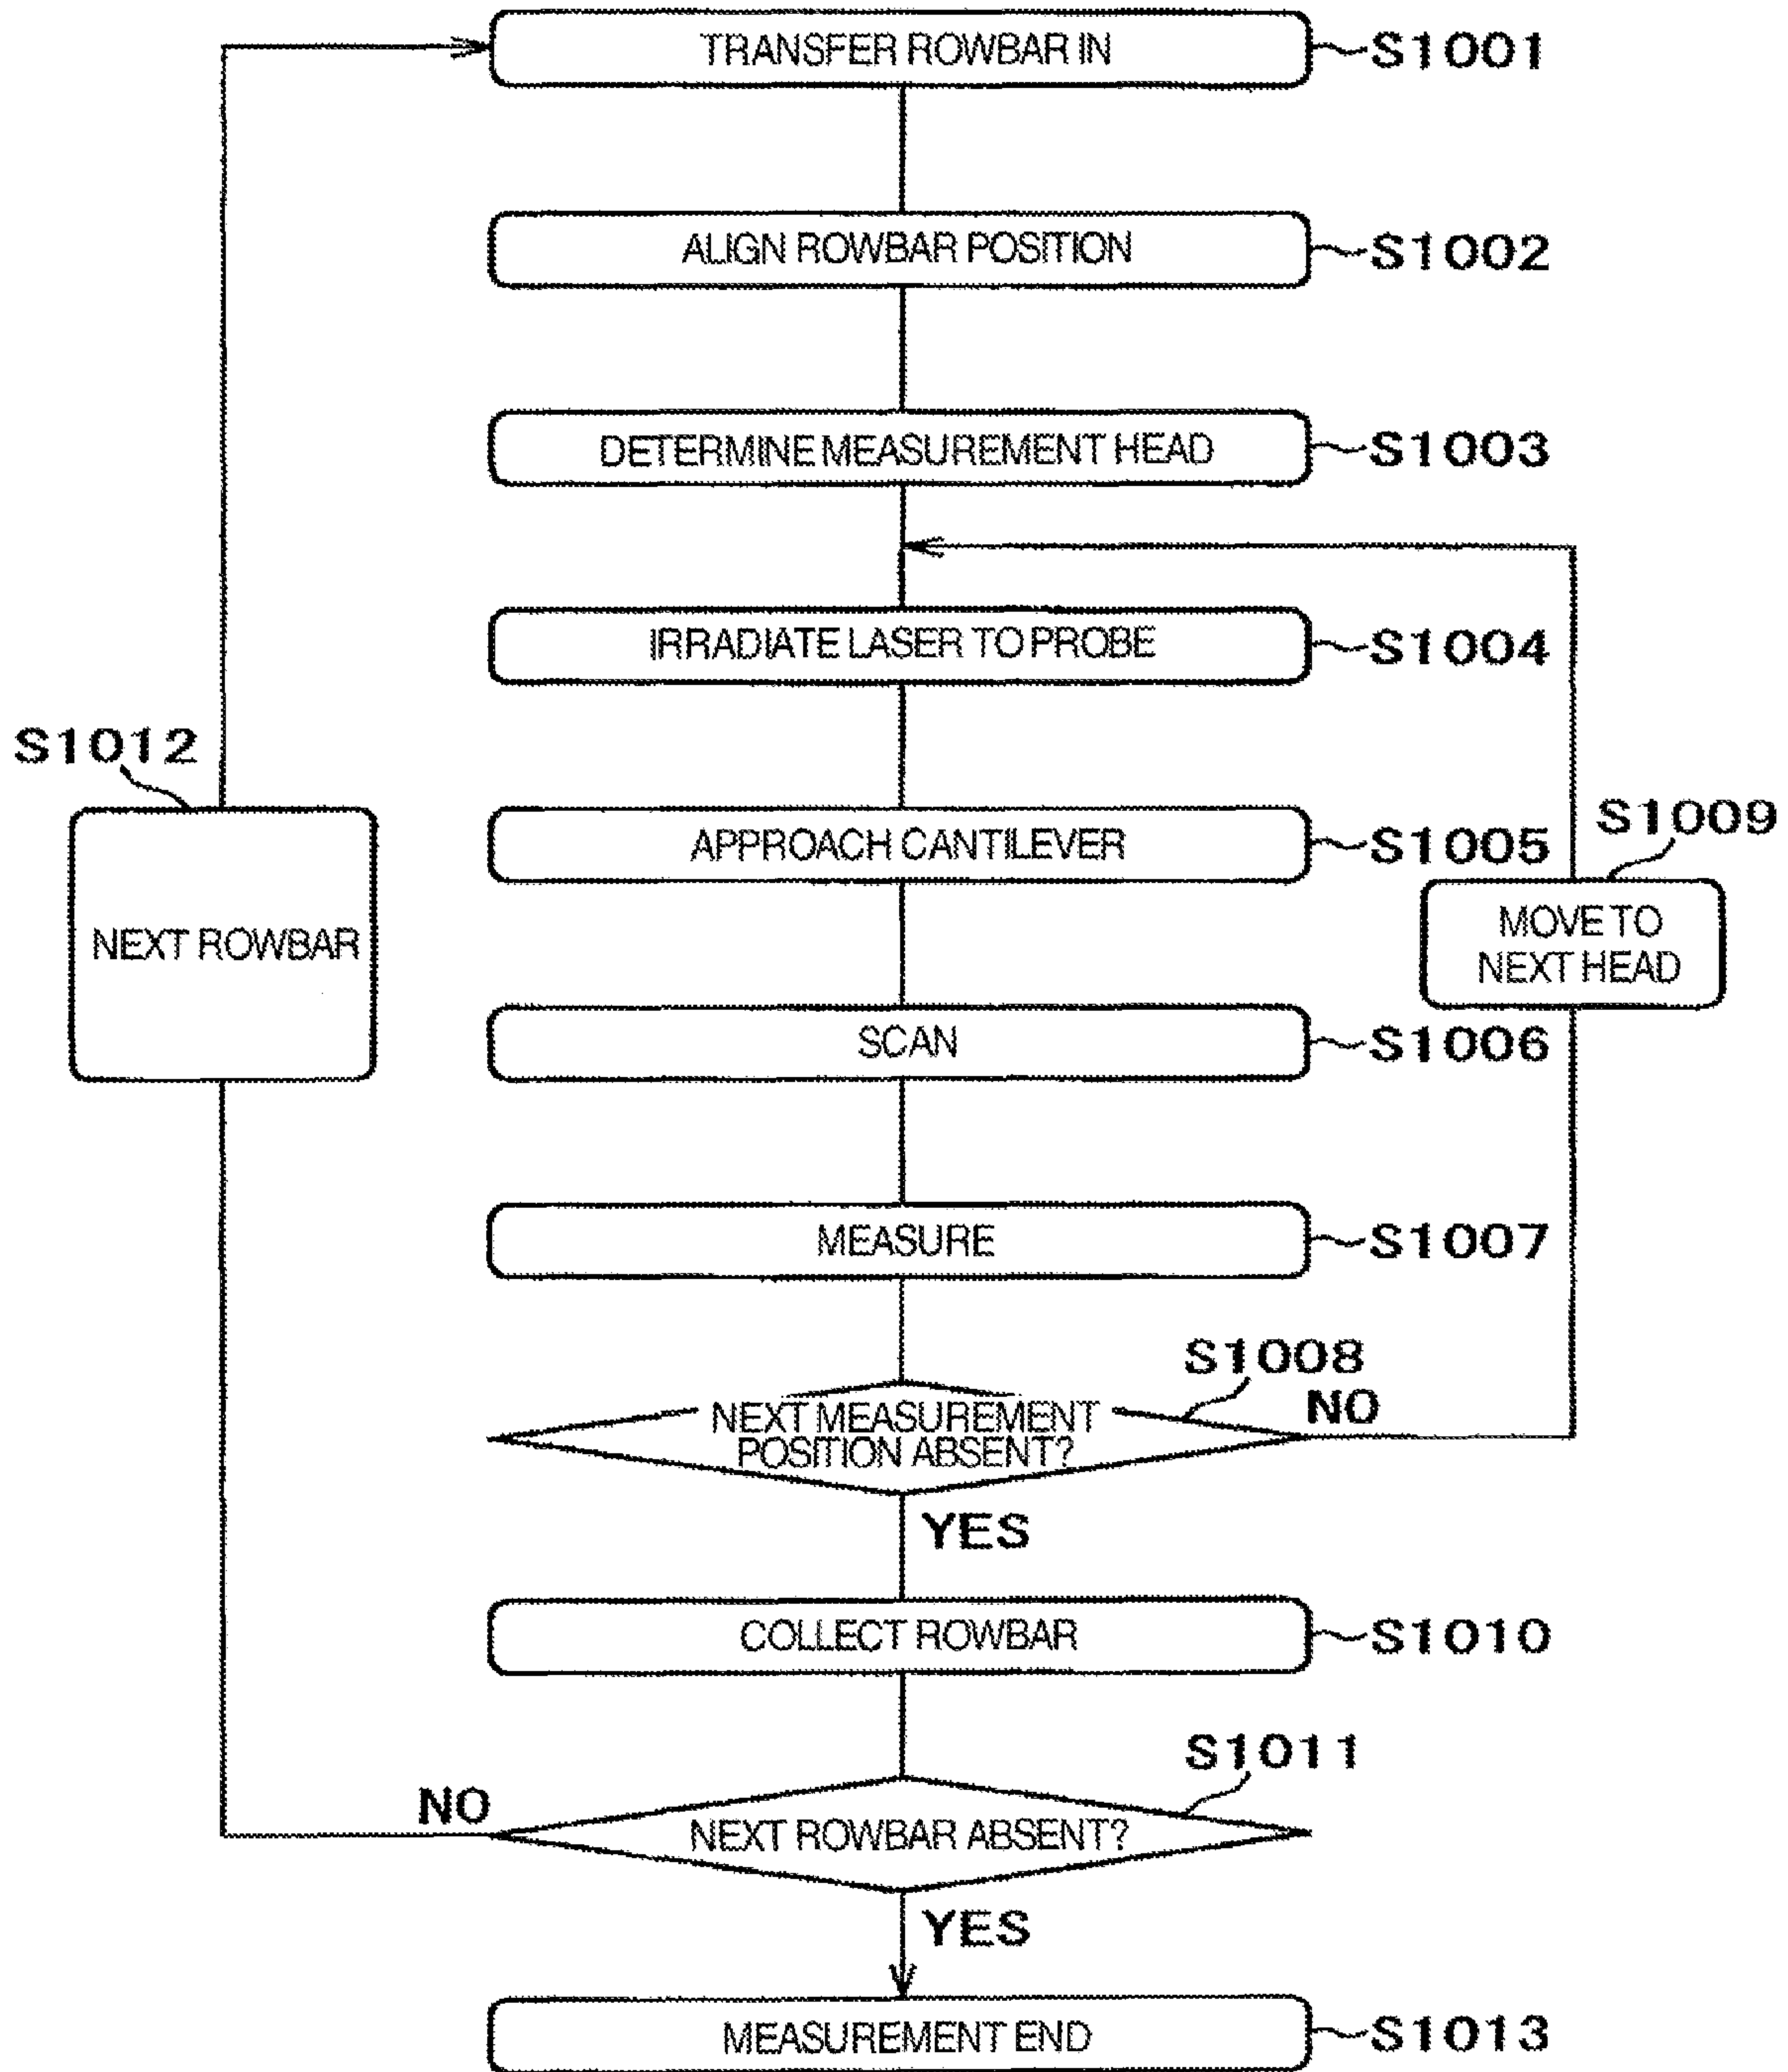 TRANSFER ROWBAR IN
S1001
ALIGN ROWBAR POSITION
S1002
DETERMINE MEASUREMENT HEAD
S1003
IRRADIATE LASER TO PROBE
S1004
S1012
NEXT ROWBAR
APPROACH CANTILEVER
S1005
S1009
MOVE TO
NEXT HEAD
SCAN
S1006
MEASURE
S1007
S1008
NEXT MEASUREMENT
POSITION ABSENT?
NO
YES
COLLECT ROWBAR
S1010
S1011
NO
NEXT ROWBAR ABSENT?
YES
MEASUREMENT END
S1013